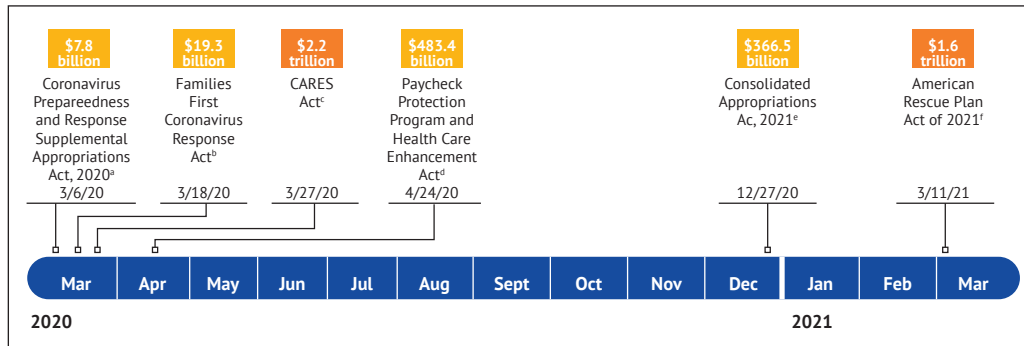 $7.8
billion
Coronavirus
Prepareedness
and Response
Supplemental
Appropriations
Act, 2020ᵃ
3/6/20
$19.3
billion
Families
First
Coronavirus
Response
Actᵇ
3/18/20
$2.2
trillion
CARES
Actᶜ
3/27/20
$483.4
billion
Paycheck
Protection
Program and
Health Care
Enhancement
Actᵈ
4/24/20
$366.5
billion
Consolidated
Appropriations
Ac, 2021ᵉ
12/27/20
$1.6
trillion
American
Rescue Plan
Act of 2021ᶠ
3/11/21
Mar Apr May Jun Jul Aug Sept Oct Nov Dec Jan Feb Mar
2020 2021